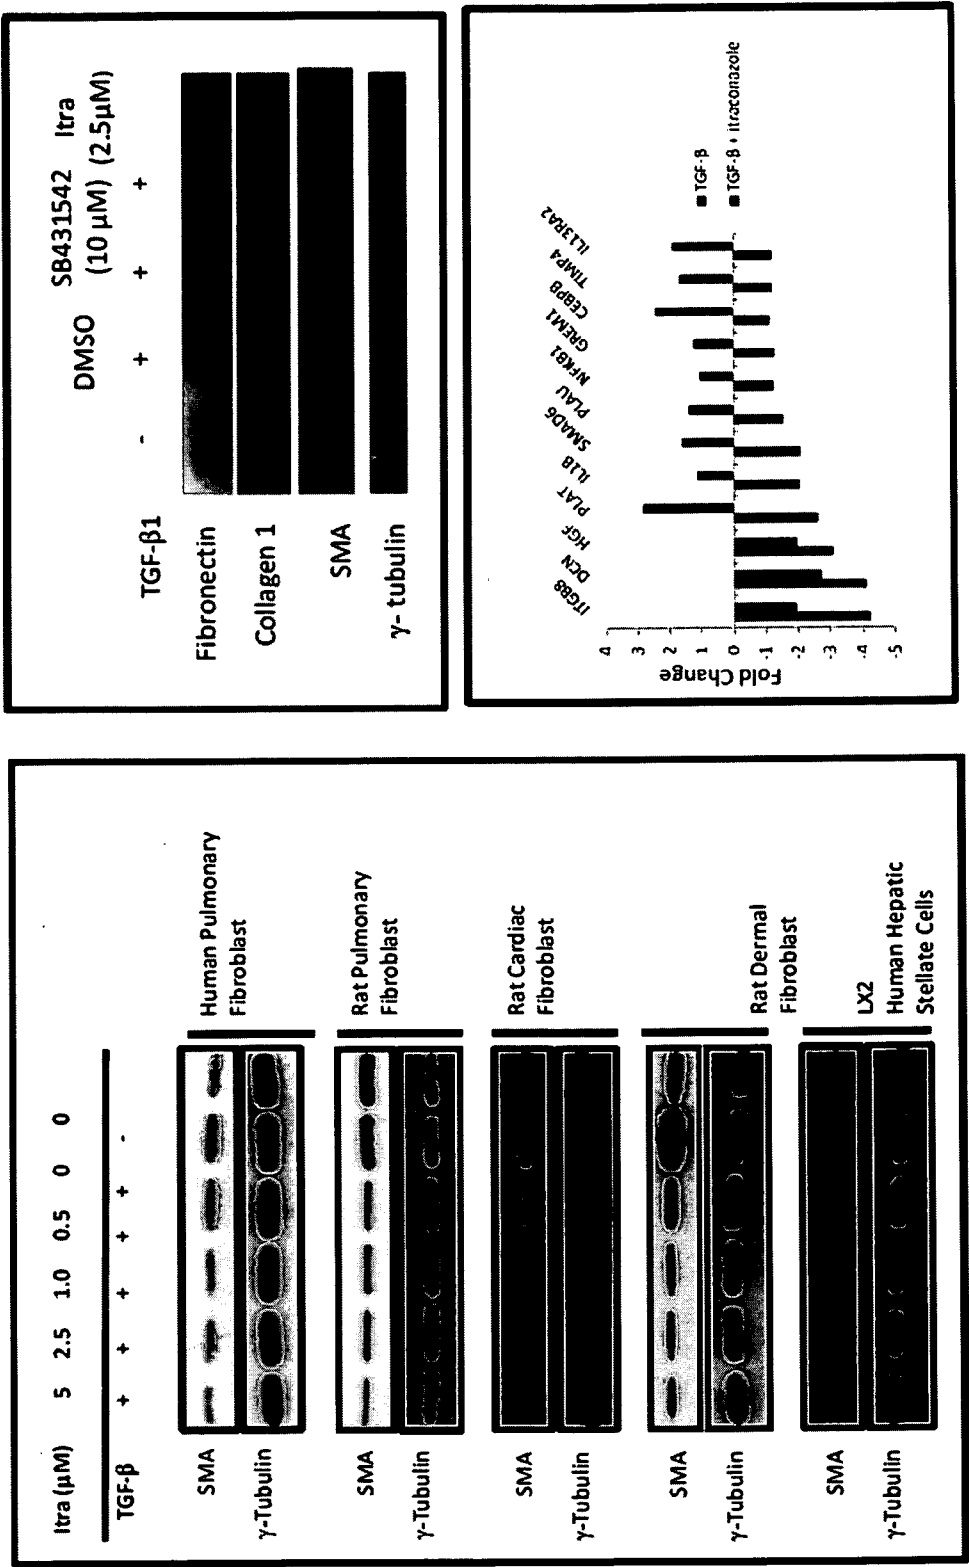 Itra (μM) 5 2.5 1.0 0.5 0 0
TGF-β + + + + + -
SMA
γ-Tubulin
Human Pulmonary
Fibroblast
SMA
γ-Tubulin
Rat Pulmonary
Fibroblast
SMA
γ-Tubulin
Rat Cardiac
Fibroblast
SMA
γ-Tubulin
Rat Dermal
Fibroblast
SMA
γ-Tubulin
LX2
Human Hepatic
Stellate Cells
DMSO SB431542 Itra
(10 μM) (2.5μM)
TGF-β1 - + + +
Fibronectin
Collagen 1
SMA
γ- tubulin
ITGB8 DCN HGF PLAT IL1B SMAD6 PLAU NFKB1 GREM1 CEBPB TIMP4 IL13RA2
Fold Change
4
3
2
1
0
-1
-2
-3
-4
-5
TGF-β
TGF-β + itraconazole